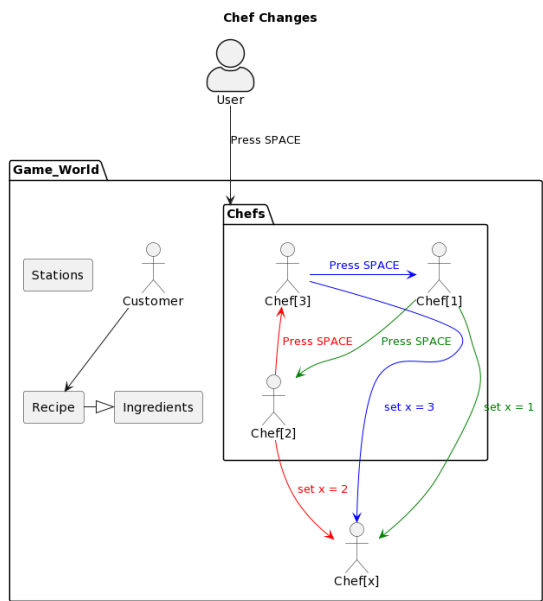 Chef Changes
User
Press SPACE
Game_World
Chefs
Press SPACE
Stations
Customer
Chef[3]
Chef[1]
Press SPACE
Press SPACE
Recipe
Ingredients
set x = 3
set x = 1
Chef[2]
set x = 2
Chef[x]